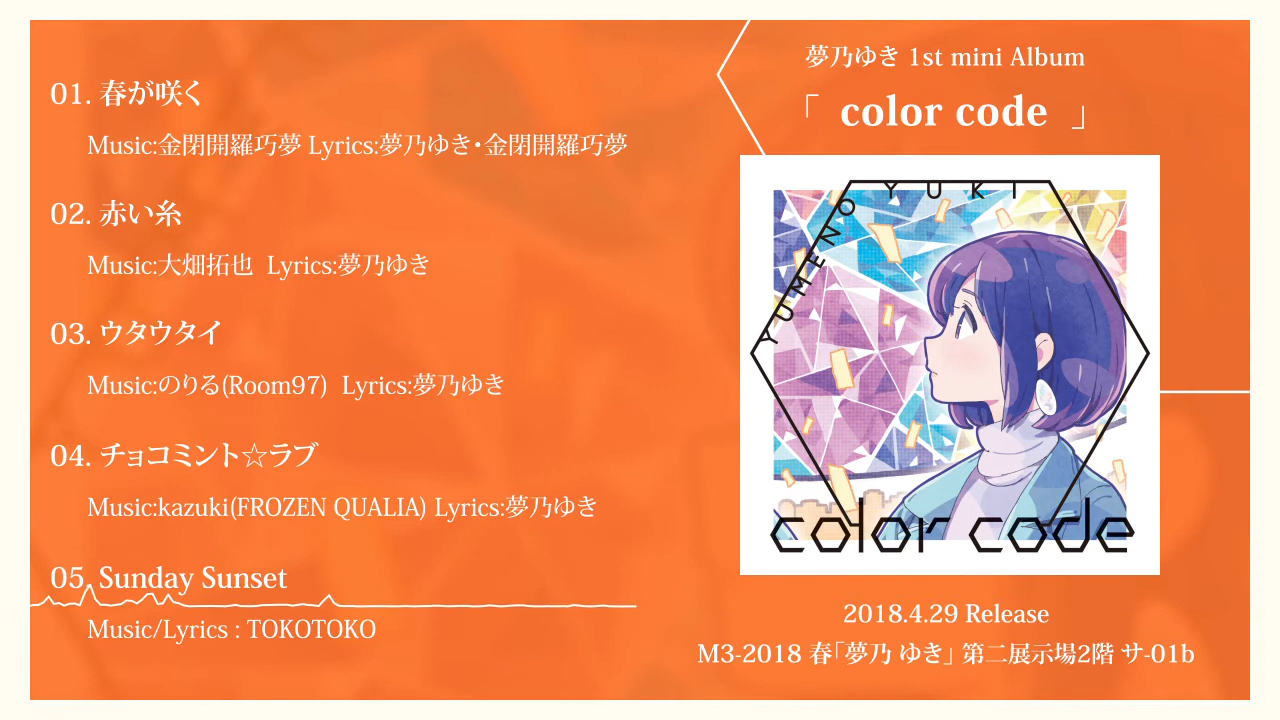 01. 春が咲く
Music:金閉開羅巧夢 Lyrics:夢乃ゆき・金閉開羅巧夢
02. 赤い糸
Music:大畑拓也 Lyrics:夢乃ゆき
03. ウタウタイ
Music:のりる(Room97) Lyrics:夢乃ゆき
04. チョコミント☆ラブ
Music:kazuki(FROZEN QUALIA) Lyrics:夢乃ゆき
05. Sunday Sunset
Music/Lyrics : TOKOTOKO
夢乃ゆき 1st mini Album
「 color code 」
YUMENO YUKI
color code
2018.4.29 Release
M3-2018 春「夢乃 ゆき」 第二展示場2階 サ-01b